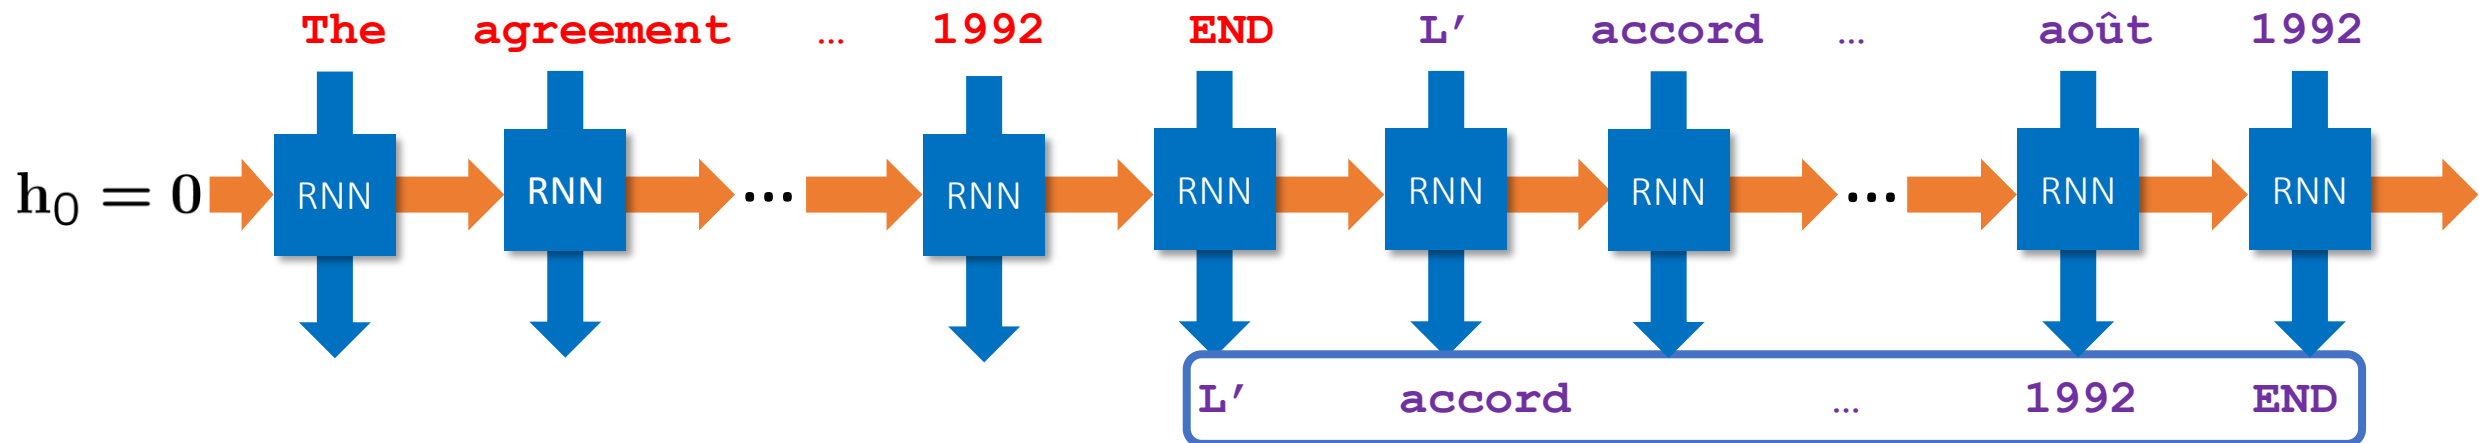 The agreement … 1992 END L’ accord … août 1992
h₀ = 0 RNN RNN ... RNN RNN RNN RNN ... RNN RNN
L’ accord … 1992 END